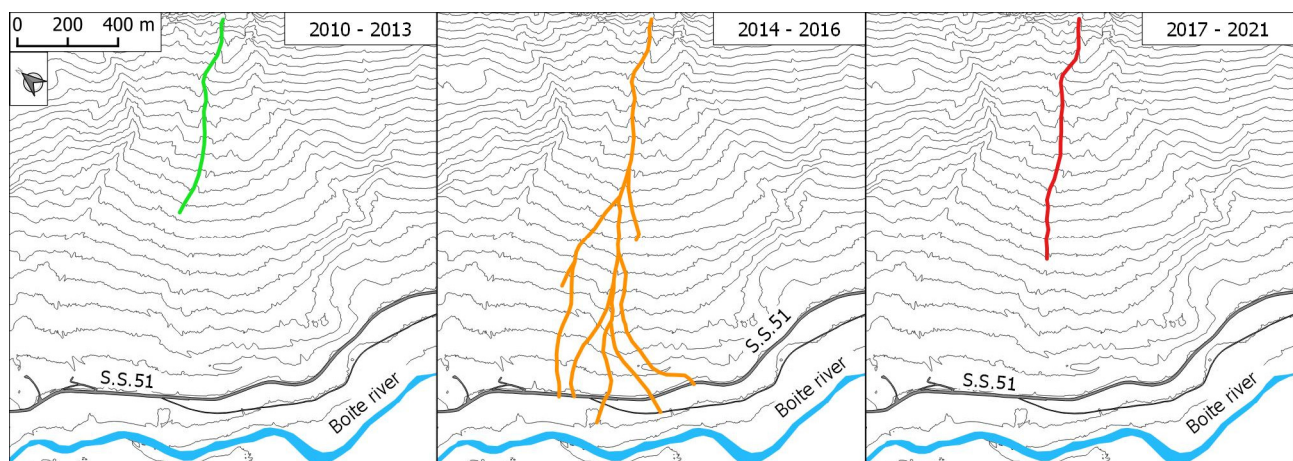 0 200 400 m
2010 - 2013
2014 - 2016
2017 - 2021
S.S.51
Boite river
S.S.51
Boite river
S.S.51
Boite river